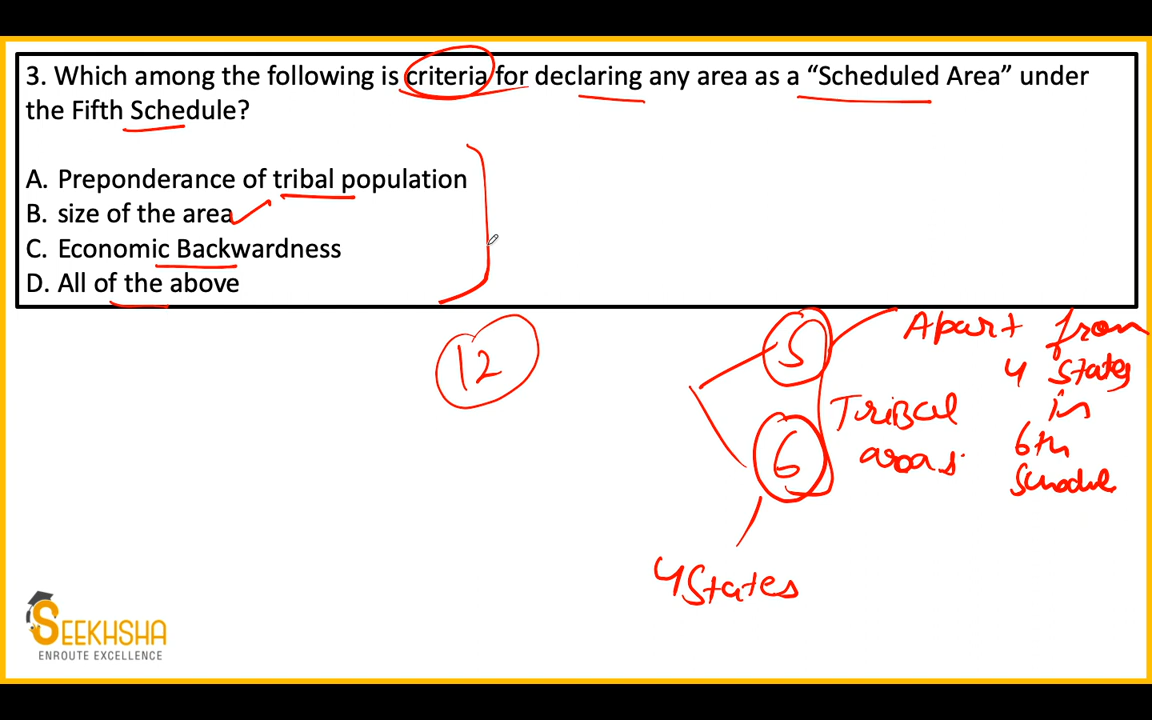 3. Which among the following is criteria for declaring any area as a “Scheduled Area” under
the Fifth Schedule?
A. Preponderance of tribal population
B. size of the area
C. Economic Backwardness
D. All of the above
12
5
Apart from
4 States
in
6th
Tribal
areas
6
4 States
SEEKHSHA
ENROUTE EXCELLENCE